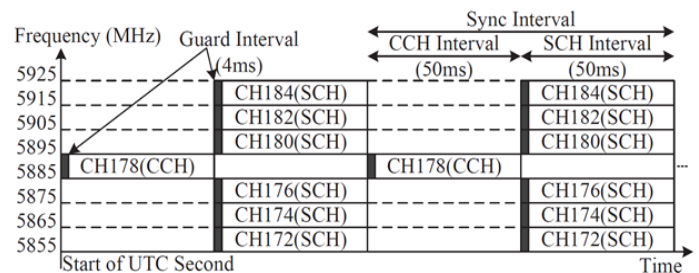 Sync Interval
Frequency (MHz) Guard Interval CCH Interval SCH Interval
(4ms) (50ms) (50ms)
5925
CH184(SCH) CH184(SCH)
5915
CH182(SCH) CH182(SCH)
5905
CH180(SCH) CH180(SCH)
5895
CH178(CCH) CH178(CCH) ...
5885
CH176(SCH) CH176(SCH)
5875
CH174(SCH) CH174(SCH)
5865
CH172(SCH) CH172(SCH)
5855
Start of UTC Second Time